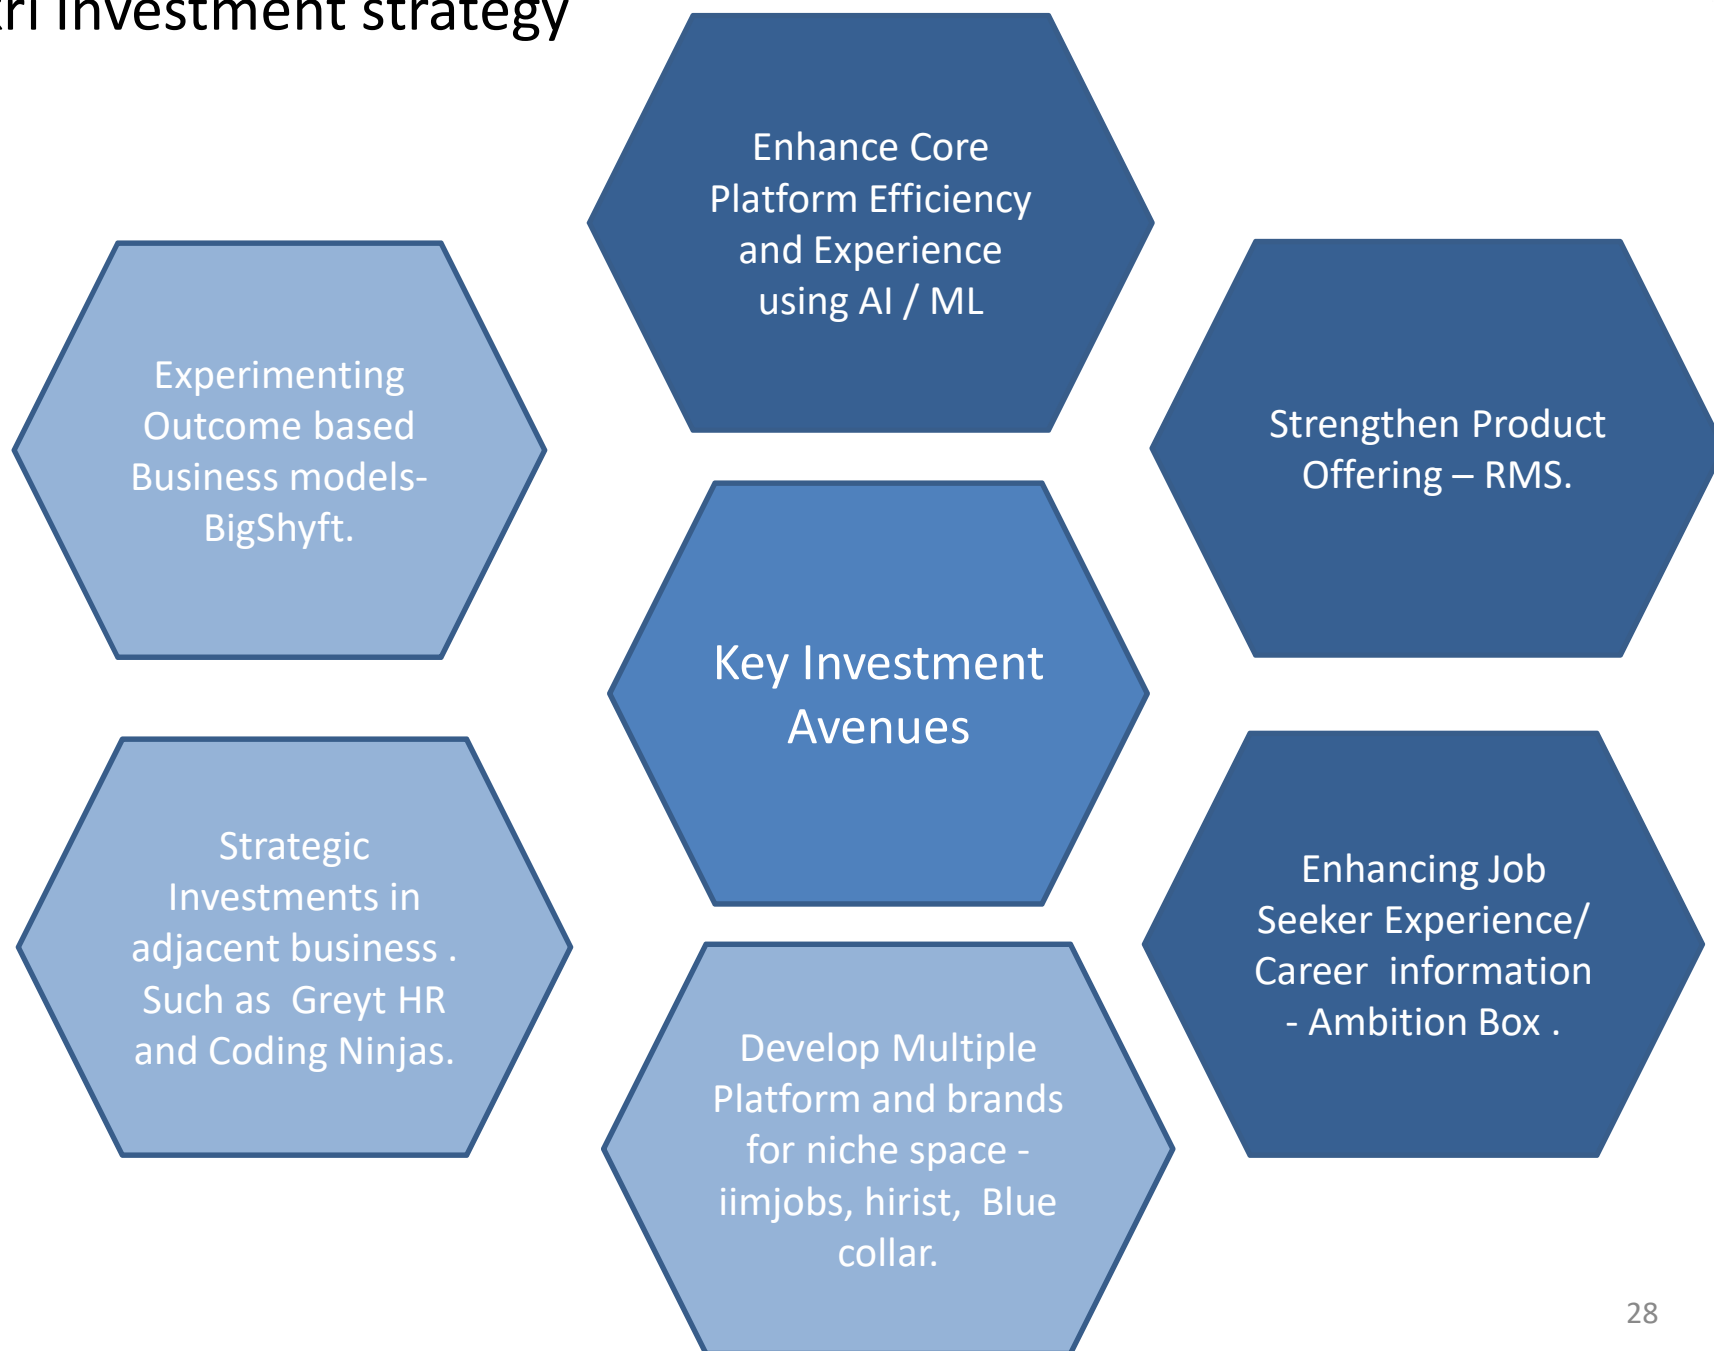 Investment strategy
Enhance Core
Platform Efficiency
and Experience
using AI / ML
Strengthen Product
Offering – RMS.
Enhancing Job
Seeker Experience/
Career  information
- Ambition Box .
Develop Multiple
Platform and brands
for niche space -
iimjobs, hirist,  Blue
collar.
Strategic
Investments in
adjacent business .
Such as  Greyt HR
and Coding Ninjas.
Experimenting
Outcome based
Business models-
BigShyft.
Key Investment
Avenues
28